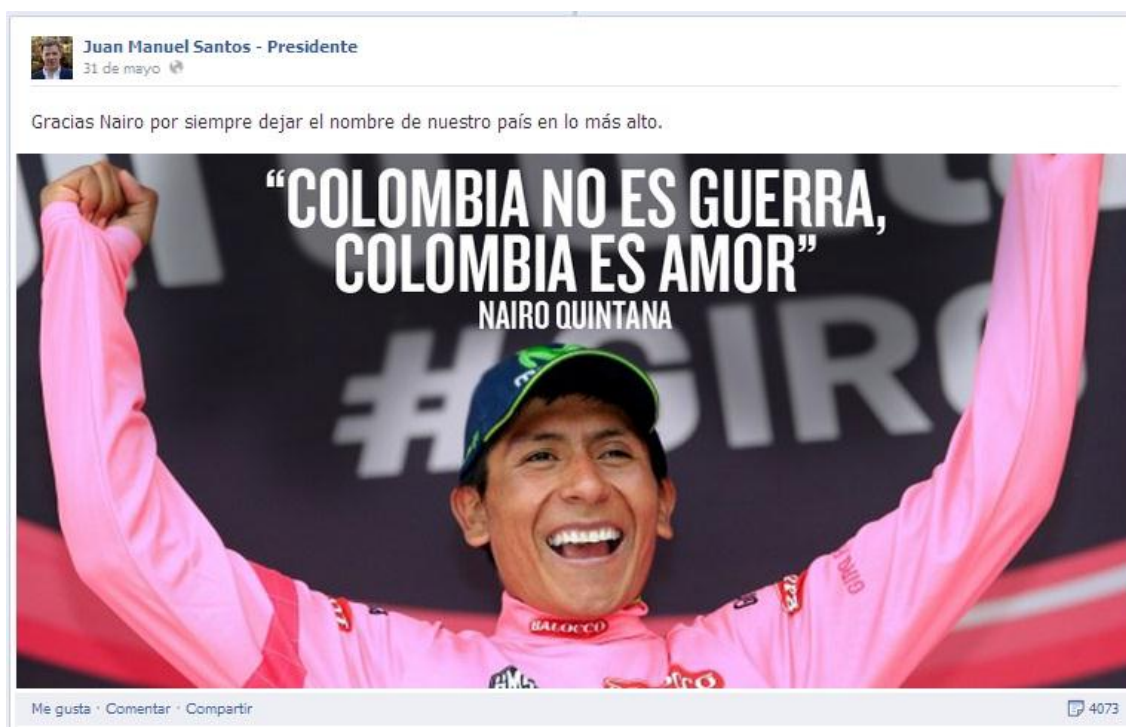 Juan Manuel Santos - Presidente
31 de mayo
Gracias Nairo por siempre dejar el nombre de nuestro país en lo más alto.
“COLOMBIA NO ES GUERRA,
COLOMBIA ES AMOR”
NAIRO QUINTANA
#GIRO
BALOCCO
Me gusta · Comentar · Compartir
4073